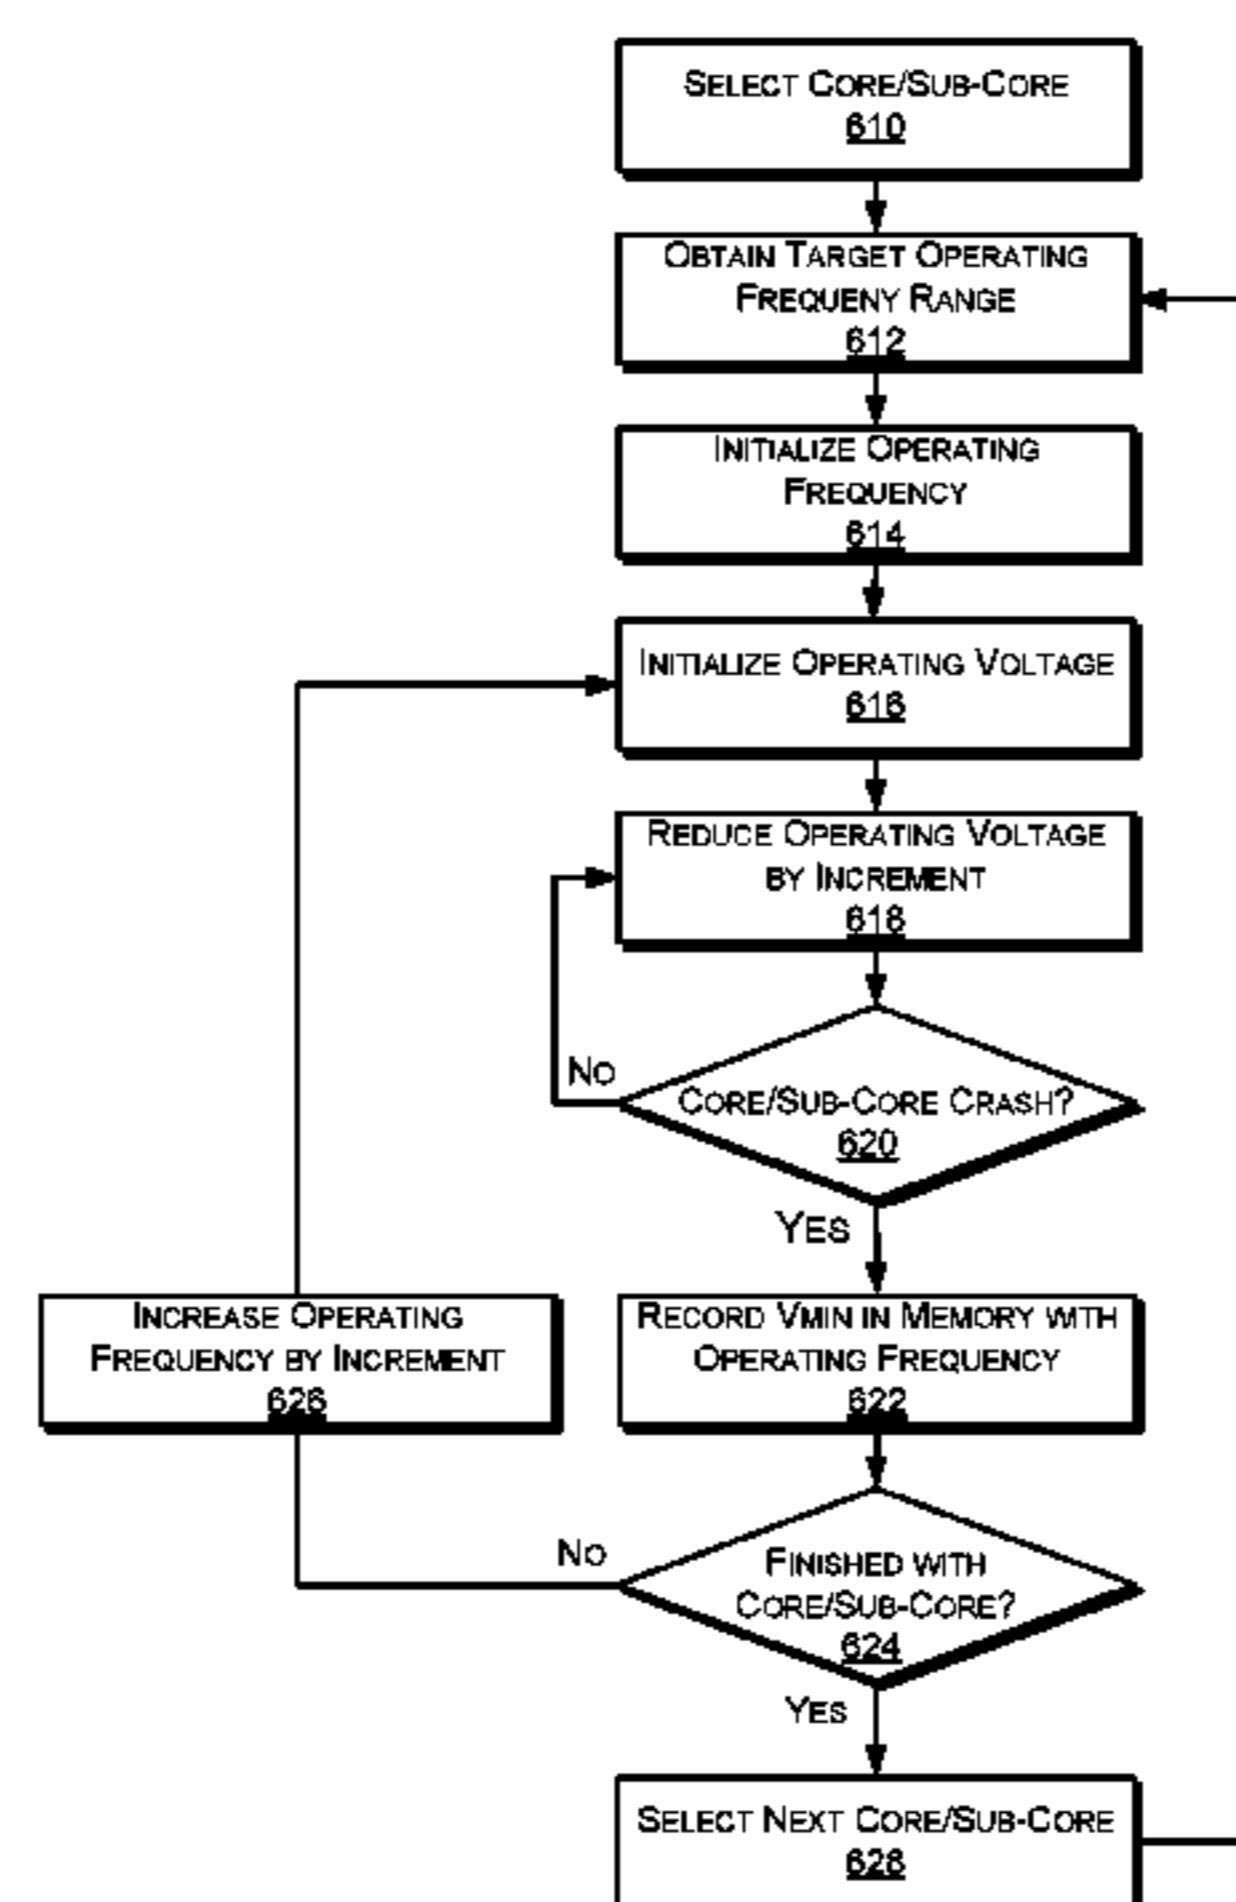 SELECT CORE/SUB-CORE
610
OBTAIN TARGET OPERATING
FREQUENY RANGE
612
INITIALIZE OPERATING
FREQUENCY
614
INITIALIZE OPERATING VOLTAGE
616
REDUCE OPERATING VOLTAGE
BY INCREMENT
618
NO
CORE/SUB-CORE CRASH?
620
YES
INCREASE OPERATING
FREQUENCY BY INCREMENT
626
RECORD VMIN IN MEMORY WITH
OPERATING FREQUENCY
622
NO
FINISHED WITH
CORE/SUB-CORE?
624
YES
SELECT NEXT CORE/SUB-CORE
628